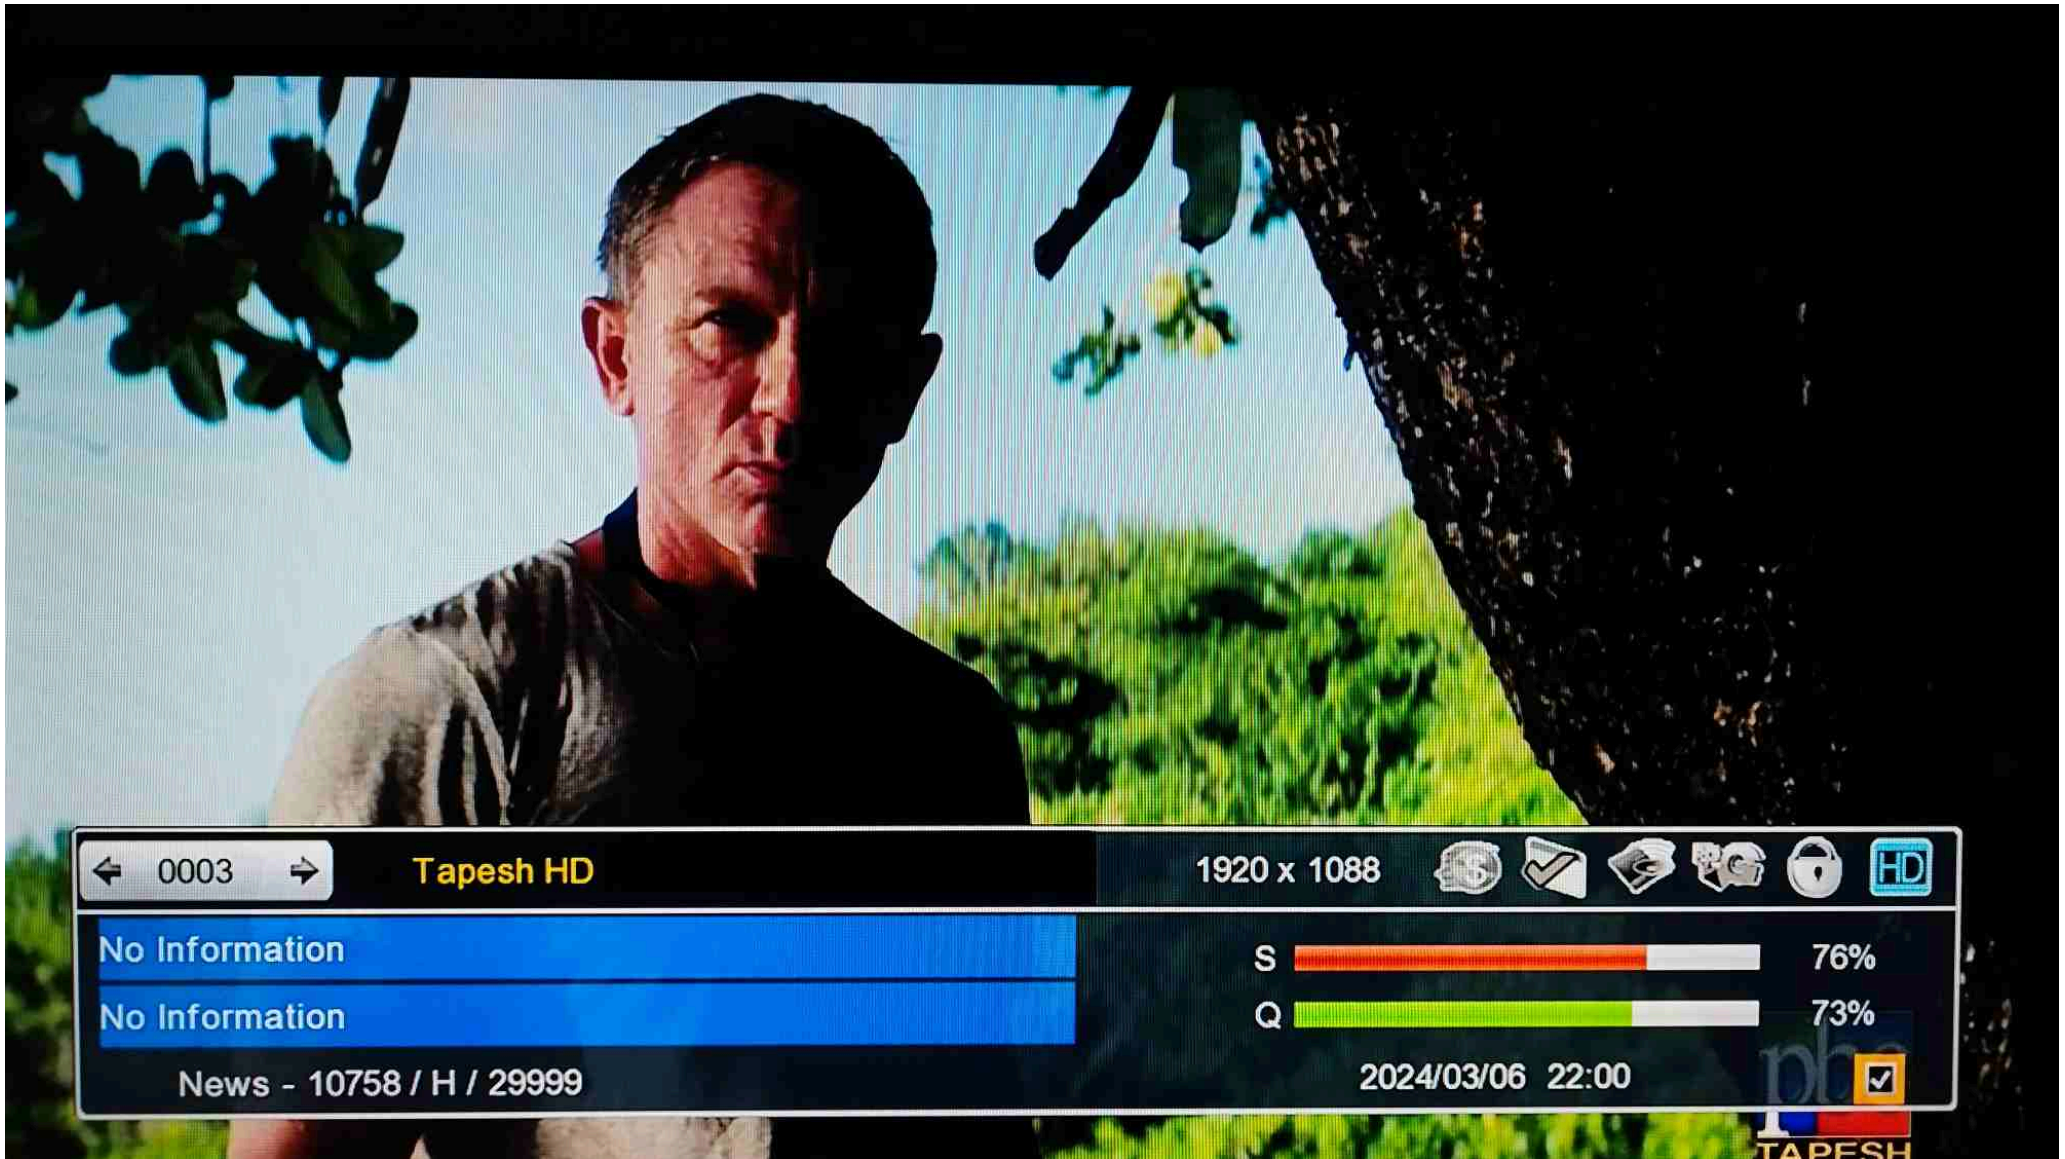 0003
Tapesh HD
1920 x 1088
$
HD
No Information
S
76%
No Information
Q
73%
News - 10758 / H / 29999
2024/03/06 22:00
TAPESH